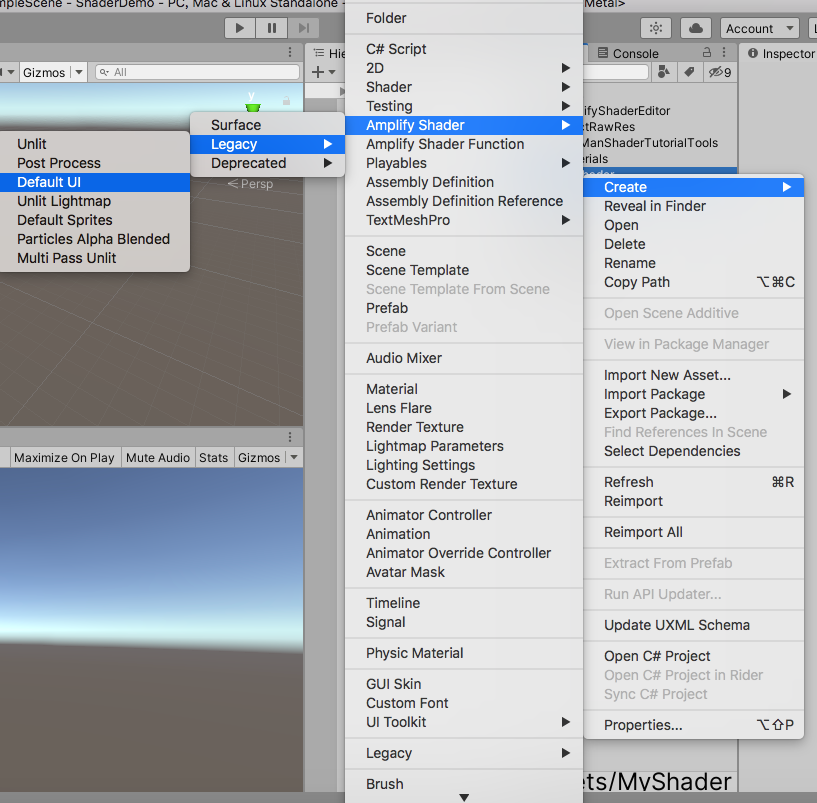 SampleScene - ShaderDemo - PC, Mac & Linux Standalone -
Metal>
Account
Gizmos
All
y
Persp
Hie
Console
9
Inspector
ifyShaderEditor
ctRawRes
ManShaderTutorialTools
erials
Unlit
Post Process
Default UI
Unlit Lightmap
Default Sprites
Particles Alpha Blended
Multi Pass Unlit
Surface
Legacy
Deprecated
Folder
C# Script
2D
Shader
Testing
Amplify Shader
Amplify Shader Function
Playables
Assembly Definition
Assembly Definition Reference
TextMeshPro
Scene
Scene Template
Scene Template From Scene
Prefab
Prefab Variant
Audio Mixer
Material
Lens Flare
Render Texture
Lightmap Parameters
Lighting Settings
Custom Render Texture
Animator Controller
Animation
Animator Override Controller
Avatar Mask
Timeline
Signal
Physic Material
GUI Skin
Custom Font
UI Toolkit
Legacy
Brush
Create
Reveal in Finder
Open
Delete
Rename
Copy Path ⌥⌘C
Open Scene Additive
View in Package Manager
Import New Asset...
Import Package
Export Package...
Find References In Scene
Select Dependencies
Refresh ⌘R
Reimport
Reimport All
Extract From Prefab
Run API Updater...
Update UXML Schema
Open C# Project
Open C# Project in Rider
Sync C# Project
Properties... ⌥⇧P
Maximize On Play Mute Audio Stats Gizmos
ets/MyShader